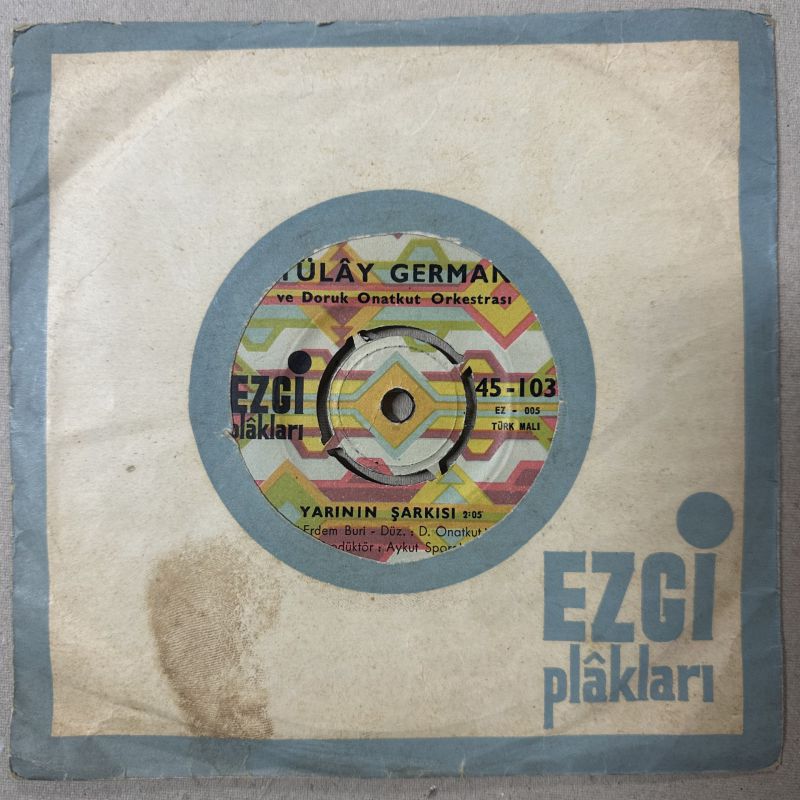 TÜLÂY GERMAN
ve Doruk Onatkut Orkestrası
EZGİ
plâkları
45-103
EZ - 005
TÜRK MALI
YARININ ŞARKISI 2:05
Erdem Buri - Düz. : D. Onatkut
Aykut
EZGİ
plâkları